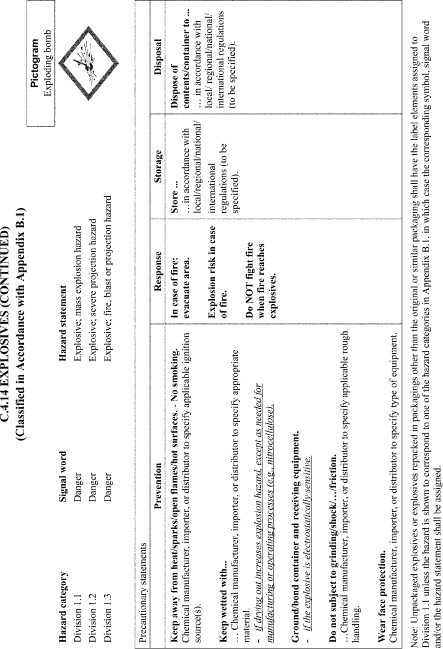 C.4.14 EXPLOSIVES (CONTINUED)
(Classified in Accordance with Appendix B.1)
Pictogram
Exploding bomb
Hazard category
Signal word
Hazard statement
Division 1.1
Danger
Explosive; mass explosion hazard
Division 1.2
Danger
Explosive; severe projection hazard
Division 1.3
Danger
Explosive; fire, blast or projection hazard
Precautionary statements
Prevention
Response
Storage
Disposal
Keep away from heat/sparks/open flames/hot surfaces. - No smoking.
Chemical manufacturer, importer, or distributor to specify applicable ignition
source(s).
Keep wetted with...
… Chemical manufacturer, importer, or distributor to specify appropriate
material.
- if drying out increases explosion hazard, except as needed for
manufacturing or operating processes (e.g., nitrocellulose).
Ground/bond container and receiving equipment.
- if the explosive is electrostatically sensitive.
Do not subject to grinding/shock/…/friction.
…Chemical manufacturer, importer, or distributor to specify applicable rough
handling.
Wear face protection.
Chemical manufacturer, importer, or distributor to specify type of equipment.
In case of fire:
evacuate area.
Explosion risk in case
of fire.
Do NOT fight fire
when fire reaches
explosives.
Store ...
…in accordance with
local/regional/national/
international
regulations (to be
specified).
Dispose of
contents/container to ...
… in accordance with
local/ regional/national/
international regulations
(to be specified).
Note: Unpackaged explosives or explosives repacked in packagings other than the original or similar packaging shall have the label elements assigned to
Division 1.1 unless the hazard is shown to correspond to one of the hazard categories in Appendix B.1, in which case the corresponding symbol, signal word
and/or the hazard statement shall be assigned.